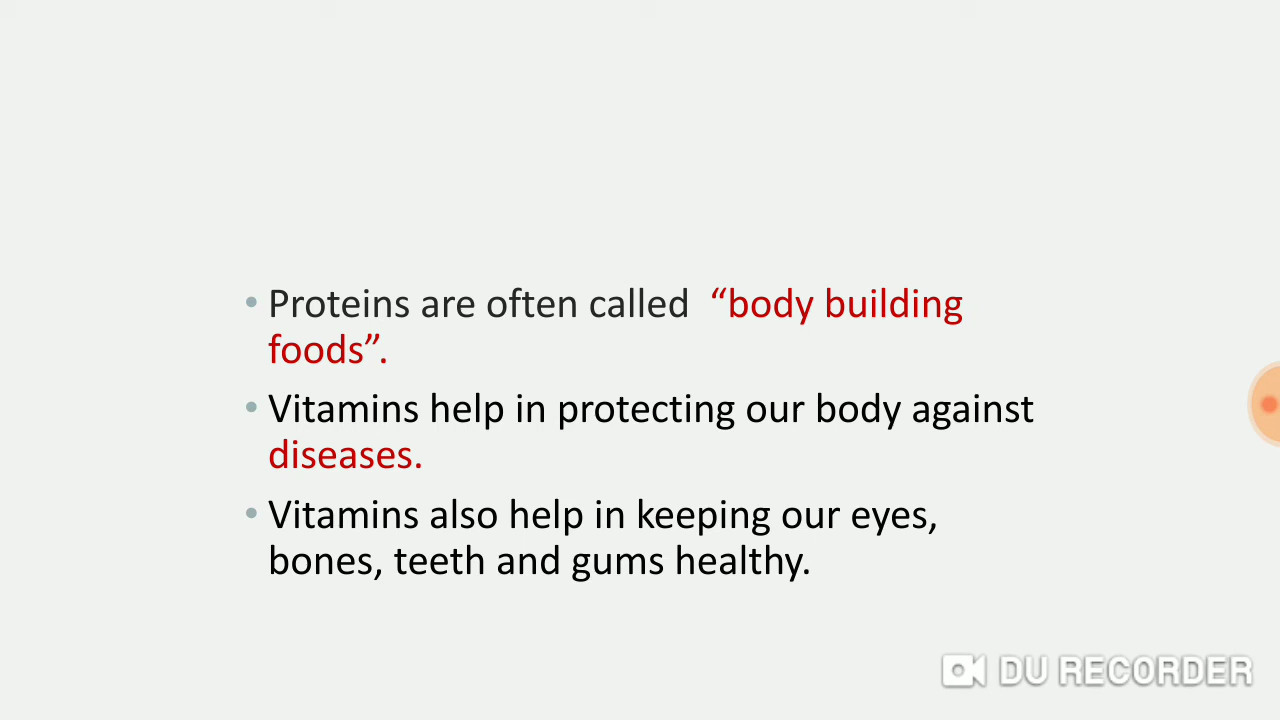 • Proteins are often called  “body building
foods”.
• Vitamins help in protecting our body against
diseases.
• Vitamins also help in keeping our eyes,
bones, teeth and gums healthy.
DU RECORDER